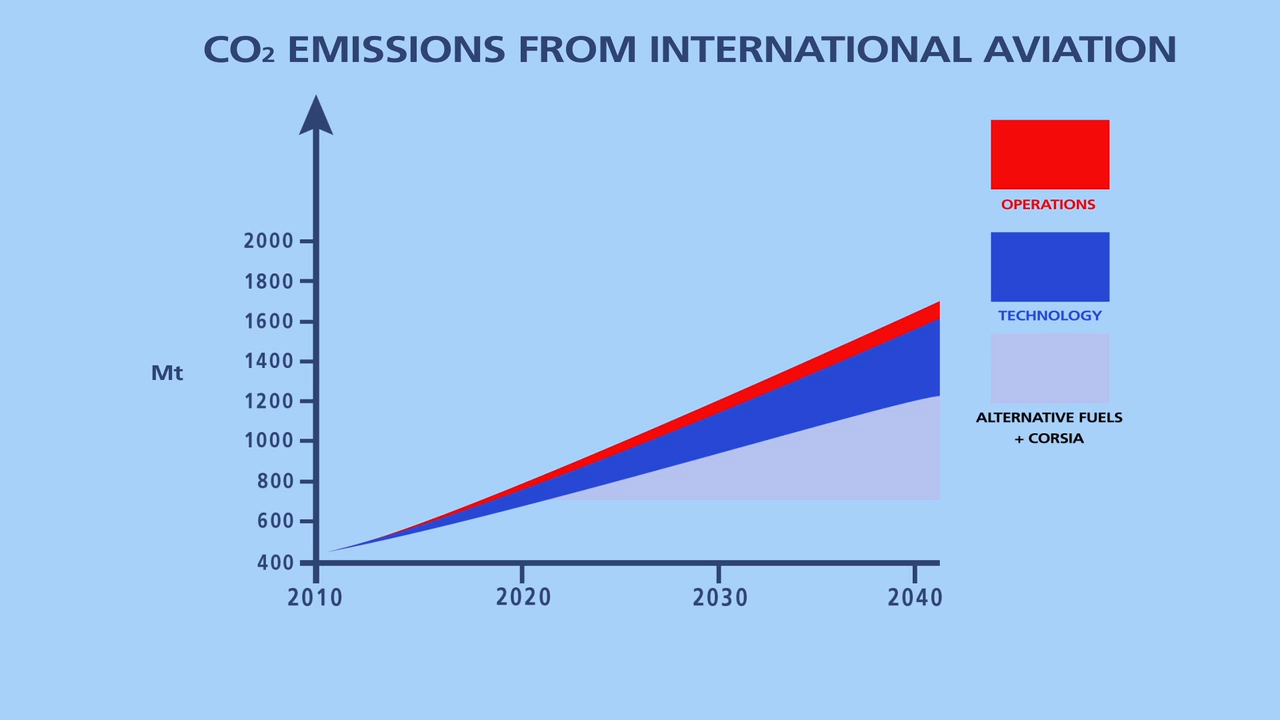 CO₂ EMISSIONS FROM INTERNATIONAL AVIATION
2000
1800
1600
1400
1200
1000
800
600
400
Mt
2010
2020
2030
2040
OPERATIONS
TECHNOLOGY
ALTERNATIVE FUELS
+ CORSIA